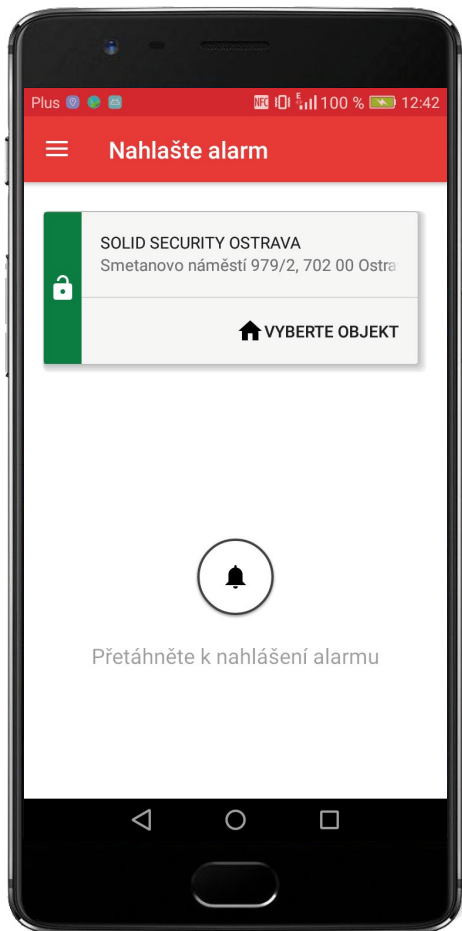 Plus NFC E 100 % 12:42
Nahlašte alarm
SOLID SECURITY OSTRAVA
Smetanovo náměstí 979/2, 702 00 Ostra
VYBERTE OBJEKT
Přetáhněte k nahlášení alarmu